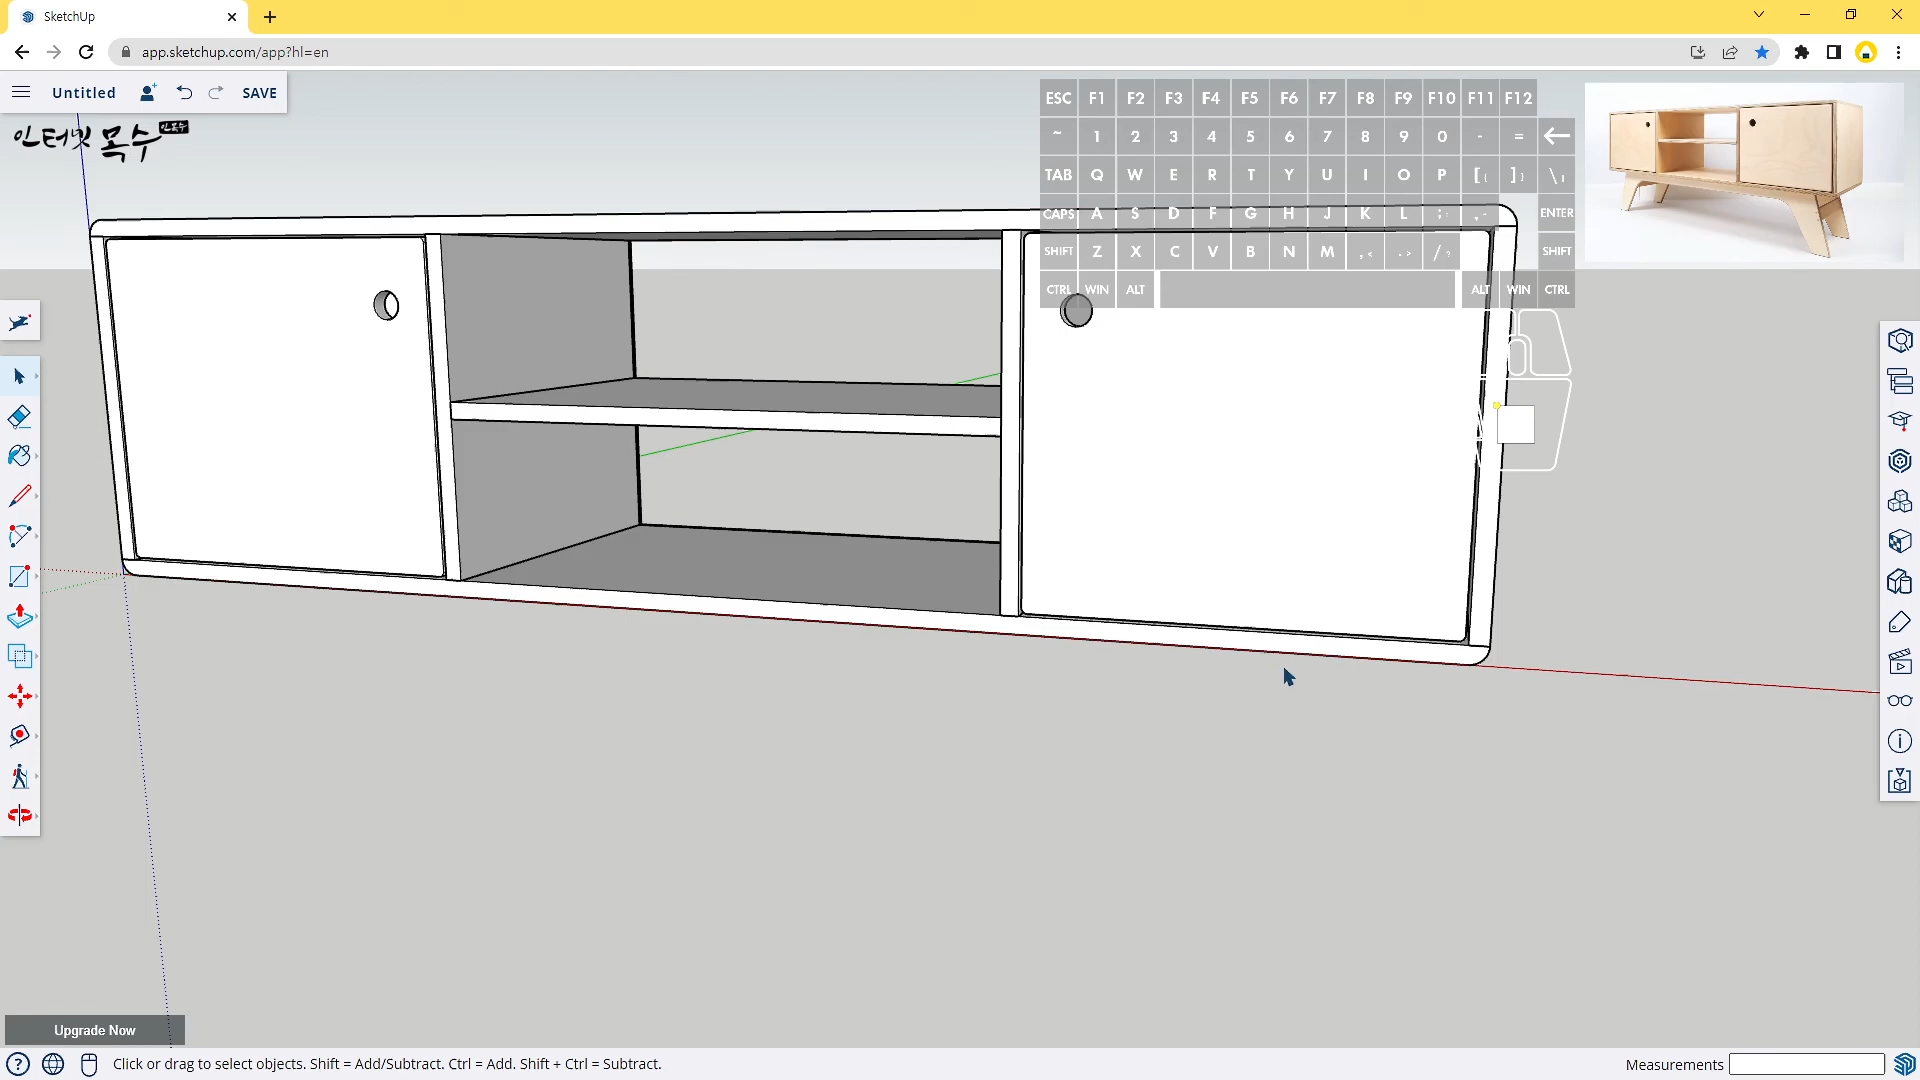 SketchUp
app.sketchup.com/app?hl=en
Untitled
SAVE
인터넷 목수
ESC F1 F2 F3 F4 F5 F6 F7 F8 F9 F10 F11 F12
~ 1 2 3 4 5 6 7 8 9 0 - =
TAB Q W E R T Y U I O P [{ ]} \|
CAPS A S D F G H J K L ;: ENTER
SHIFT Z X C V B N M ,< .> /? SHIFT
CTRL WIN ALT ALT WIN CTRL
Upgrade Now
Click or drag to select objects. Shift = Add/Subtract. Ctrl = Add. Shift + Ctrl = Subtract.
Measurements